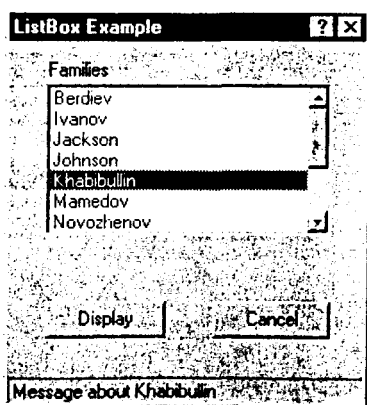 ListBox Example
Families
Berdiev
Ivanov
Jackson
Johnson
Khabibullin
Mamedov
Novozhenov
Display
Cancel
Message about Khabibullin